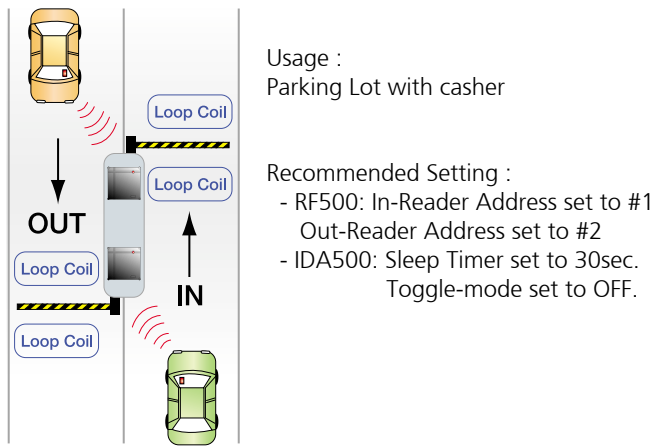 Usage :
Parking Lot with casher
Recommended Setting :
- RF500: In-Reader Address set to #1
Out-Reader Address set to #2
- IDA500: Sleep Timer set to 30sec.
Toggle-mode set to OFF.
Loop Coil
Loop Coil
OUT
Loop Coil
IN
Loop Coil